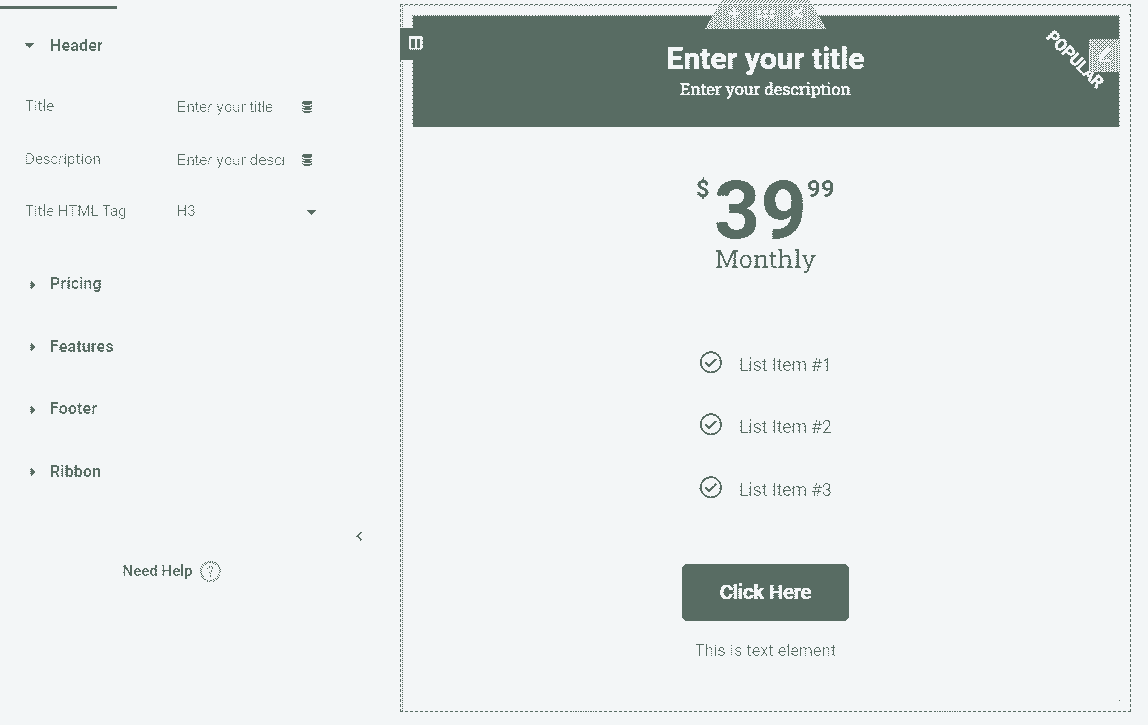 Header
Title
Enter your title
Description
Enter your descr
Title HTML Tag
H3
Pricing
Features
Footer
Ribbon
Need Help ?
Enter your title
Enter your description
POPULAR
$39 99
Monthly
List Item #1
List Item #2
List Item #3
Click Here
This is text element